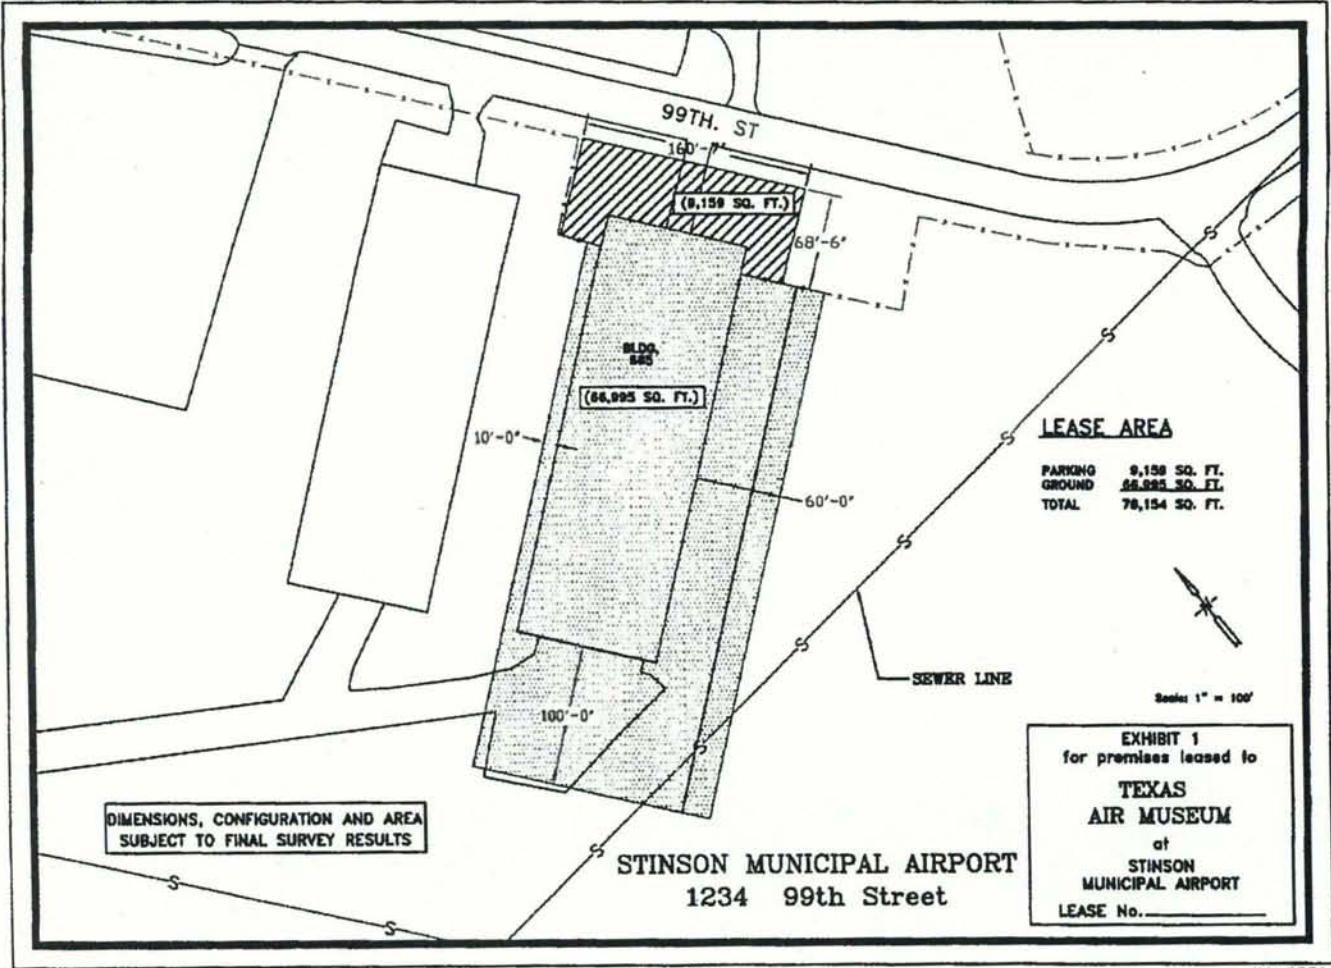 99TH. ST
160'-7"
(9,159 SQ. FT.)
68'-6"
BLDG.
(66,995 SQ. FT.)
10'-0"
60'-0"
100'-0"
LEASE AREA
PARKING 9,159 SQ. FT.
GROUND 66,995 SQ. FT.
TOTAL 76,154 SQ. FT.
S
S
S
S
S
S
S
S
S
SEWER LINE
Scale: 1" = 100'
DIMENSIONS, CONFIGURATION AND AREA
SUBJECT TO FINAL SURVEY RESULTS
STINSON MUNICIPAL AIRPORT
1234 99th Street
EXHIBIT 1
for premises leased to
TEXAS
AIR MUSEUM
at
STINSON
MUNICIPAL AIRPORT
LEASE No.